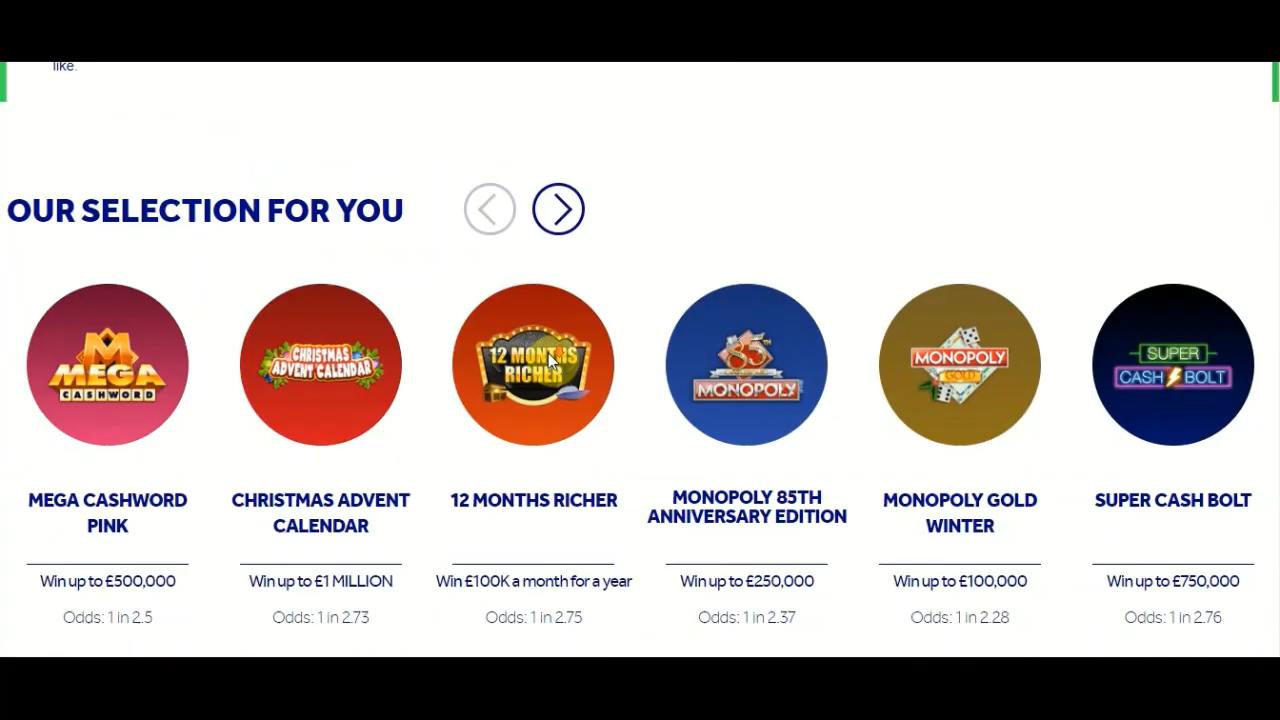 like.
OUR SELECTION FOR YOU
M
MEGA
CASHWORD
CHRISTMAS
ADVENT CALENDAR
12 MONTHS
RICHER
85TH
MONOPOLY
MONOPOLY
GOLD
SUPER
CASH BOLT
MEGA CASHWORD
PINK
CHRISTMAS ADVENT
CALENDAR
12 MONTHS RICHER
MONOPOLY 85TH
ANNIVERSARY EDITION
MONOPOLY GOLD
WINTER
SUPER CASH BOLT
Win up to £500,000
Win up to £1 MILLION
Win £100K a month for a year
Win up to £250,000
Win up to £100,000
Win up to £750,000
Odds: 1 in 2.5
Odds: 1 in 2.73
Odds: 1 in 2.75
Odds: 1 in 2.37
Odds: 1 in 2.28
Odds: 1 in 2.76